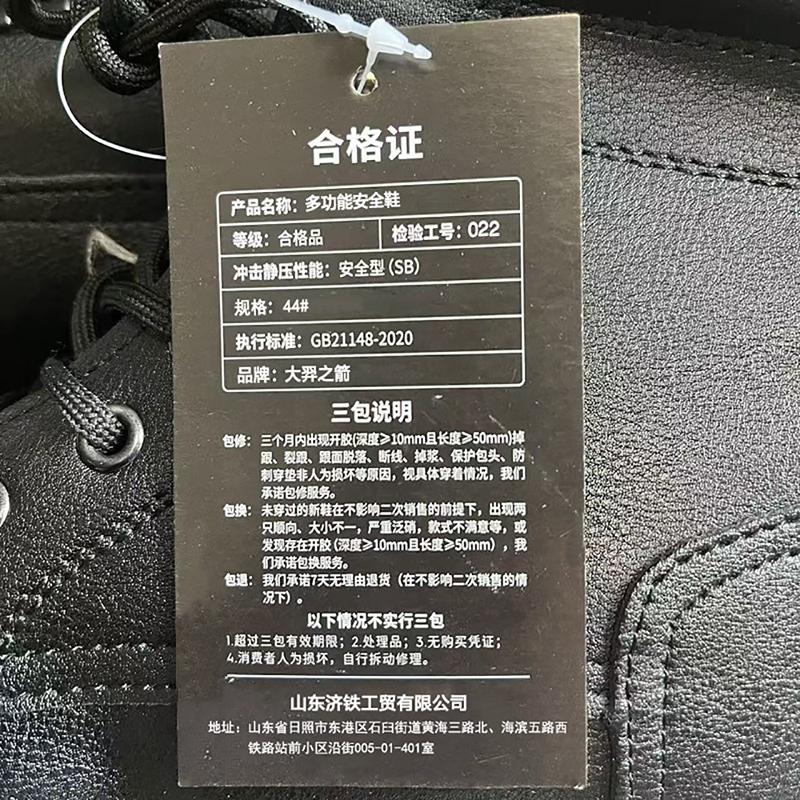 合格证
产品名称：多功能安全鞋
等级：合格品 检验工号：022
冲击静压性能：安全型（SB）
规格：44#
执行标准：GB21148-2020
品牌：大羿之箭
三包说明
包修：三个月内出现开胶(深度≥10mm且长度≥50mm)掉
跟、裂跟、跟面脱落、断线、掉浆、保护包头、防
刺穿垫非人为损坏等原因，视具体穿着情况，我们
承诺包修服务。
包换：未穿过的新鞋在不影响二次销售的前提下，出现两
只顺向、大小不一，严重泛硝，款式不满意等，或
发现存在开胶（深度≥10mm且长度≥50mm），我
们承诺包换服务。
包退：我们承诺7天无理由退货（在不影响二次销售的情
况下）。
以下情况不实行三包
1.超过三包有效期限；2.处理品；3.无购买凭证；
4.消费者人为损坏，自行拆动修理。
山东济铁工贸有限公司
地址：山东省日照市东港区石臼街道黄海三路北、海滨五路西
铁路站前小区沿街005-01-401室